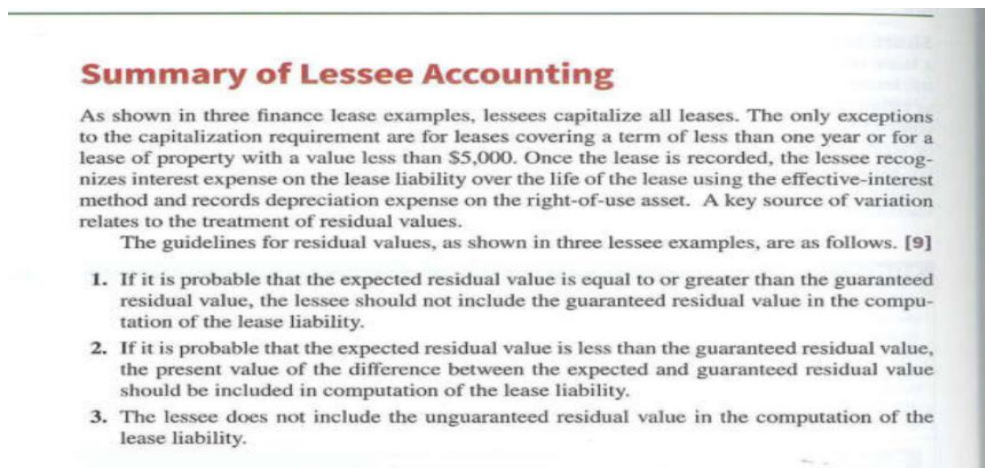 Summary of Lessee Accounting
As shown in three finance lease examples, lessees capitalize all leases. The only exceptions
to the capitalization requirement are for leases covering a term of less than one year or for a
lease of property with a value less than $5,000. Once the lease is recorded, the lessee recog-
nizes interest expense on the lease liability over the life of the lease using the effective-interest
method and records depreciation expense on the right-of-use asset. A key source of variation
relates to the treatment of residual values.
The guidelines for residual values, as shown in three lessee examples, are as follows. [9]
1. If it is probable that the expected residual value is equal to or greater than the guaranteed
residual value, the lessee should not include the guaranteed residual value in the compu-
tation of the lease liability.
2. If it is probable that the expected residual value is less than the guaranteed residual value,
the present value of the difference between the expected and guaranteed residual value
should be included in computation of the lease liability.
3. The lessee does not include the unguaranteed residual value in the computation of the
lease liability.